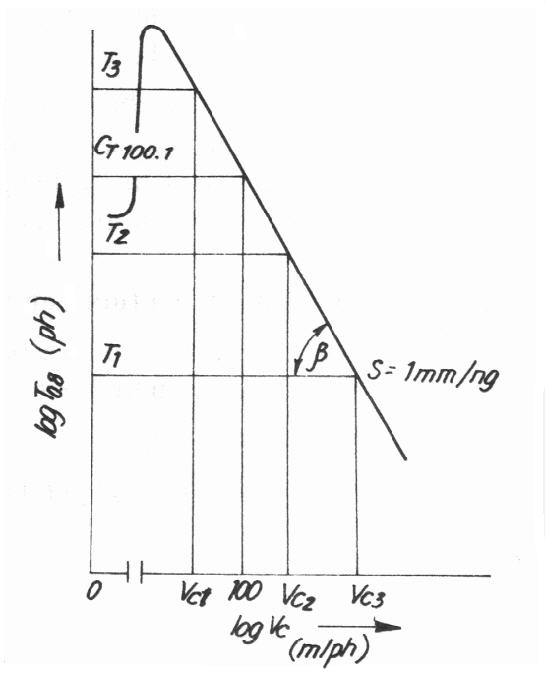 T3
CT 100.1
T2
T1
β
S = 1mm/ng
log T0.8 (ph)
0 Vc1 100 Vc2 Vc3
log Vc
(m/ph)